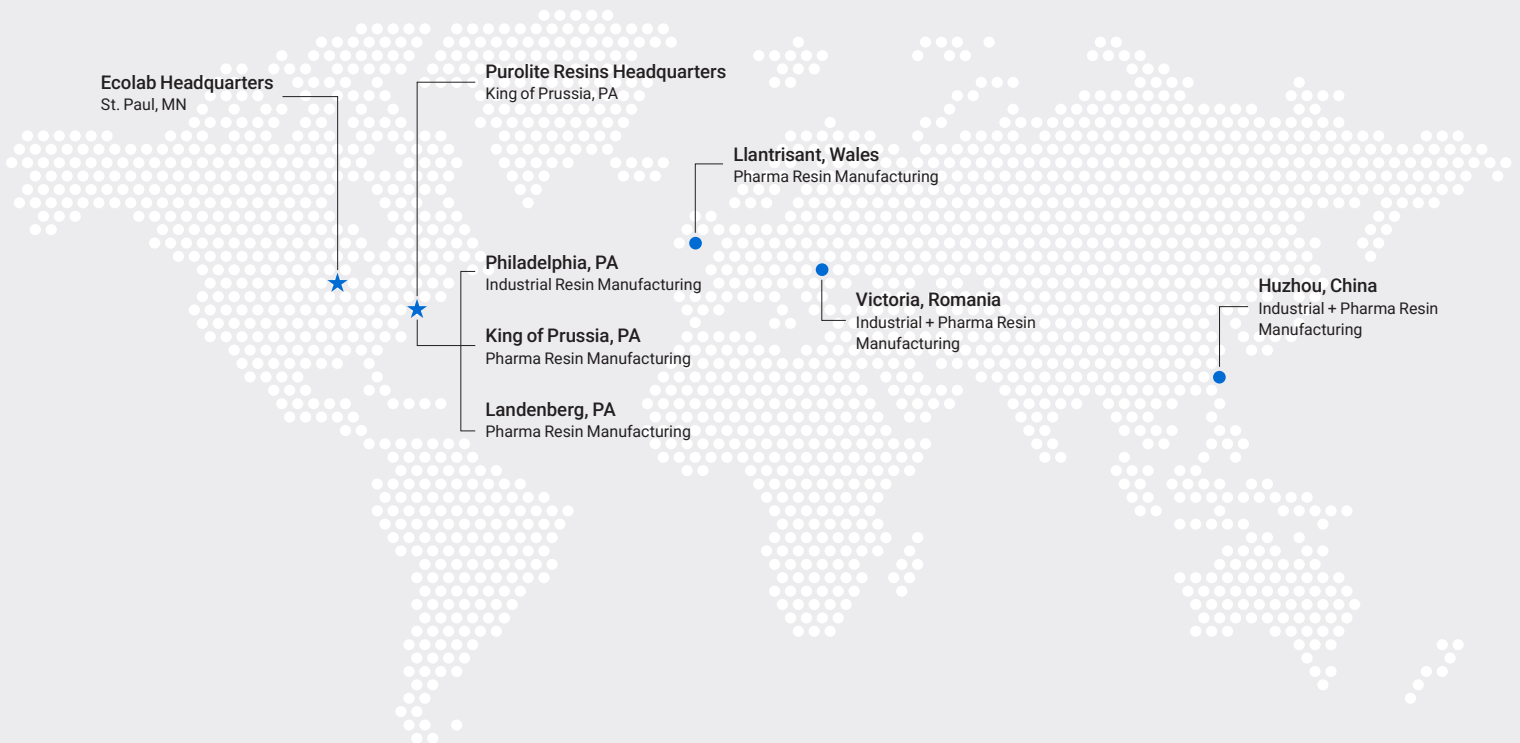 Ecolab Headquarters
St. Paul, MN
Purolite Resins Headquarters
King of Prussia, PA
Llantrisant, Wales
Pharma Resin Manufacturing
Philadelphia, PA
Industrial Resin Manufacturing
King of Prussia, PA
Pharma Resin Manufacturing
Landenberg, PA
Pharma Resin Manufacturing
Victoria, Romania
Industrial + Pharma Resin
Manufacturing
Huzhou, China
Industrial + Pharma Resin
Manufacturing